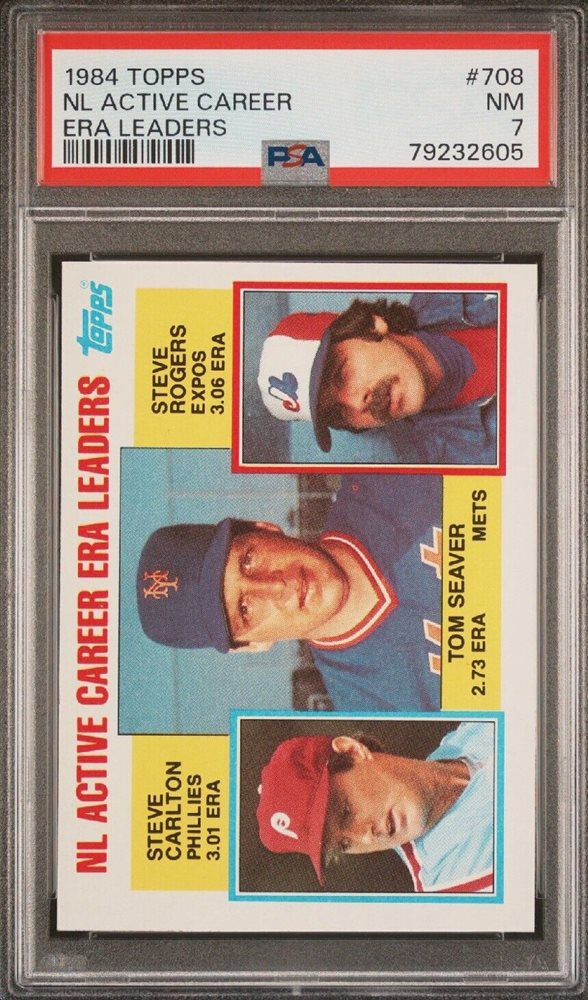 1984 TOPPS #708
NL ACTIVE CAREER NM
ERA LEADERS 7
PSA 79232605
NL ACTIVE CAREER ERA LEADERS
Topps
STEVE
CARLTON
PHILLIES
3.01 ERA
STEVE
ROGERS
EXPOS
3.06 ERA
TOM SEAVER
2.73 ERA METS
P
NY
M